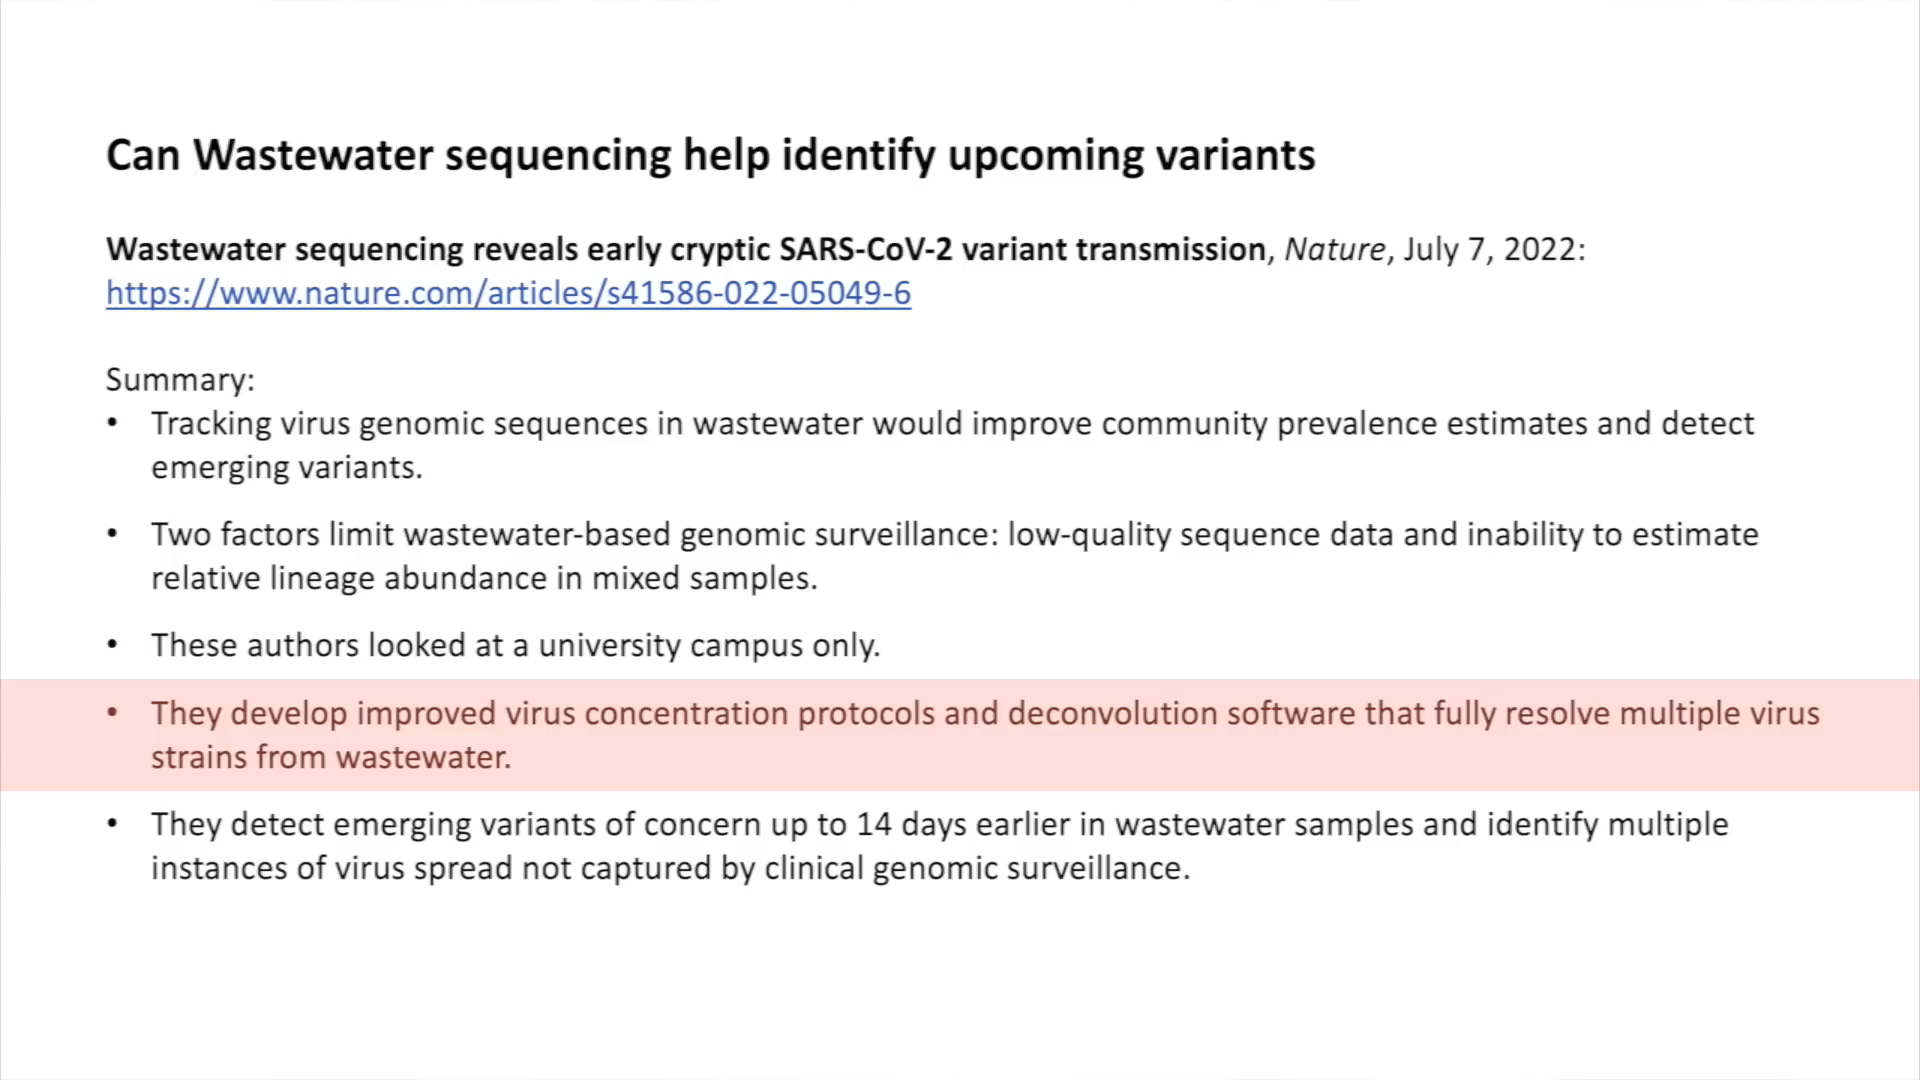 Can Wastewater sequencing help identify upcoming variants
Wastewater sequencing reveals early cryptic SARS-CoV-2 variant transmission, Nature, July 7, 2022:
https://www.nature.com/articles/s41586-022-05049-6
Summary:
• Tracking virus genomic sequences in wastewater would improve community prevalence estimates and detect
emerging variants.
• Two factors limit wastewater-based genomic surveillance: low-quality sequence data and inability to estimate
relative lineage abundance in mixed samples.
• These authors looked at a university campus only.
• They develop improved virus concentration protocols and deconvolution software that fully resolve multiple virus
strains from wastewater.
• They detect emerging variants of concern up to 14 days earlier in wastewater samples and identify multiple
instances of virus spread not captured by clinical genomic surveillance.